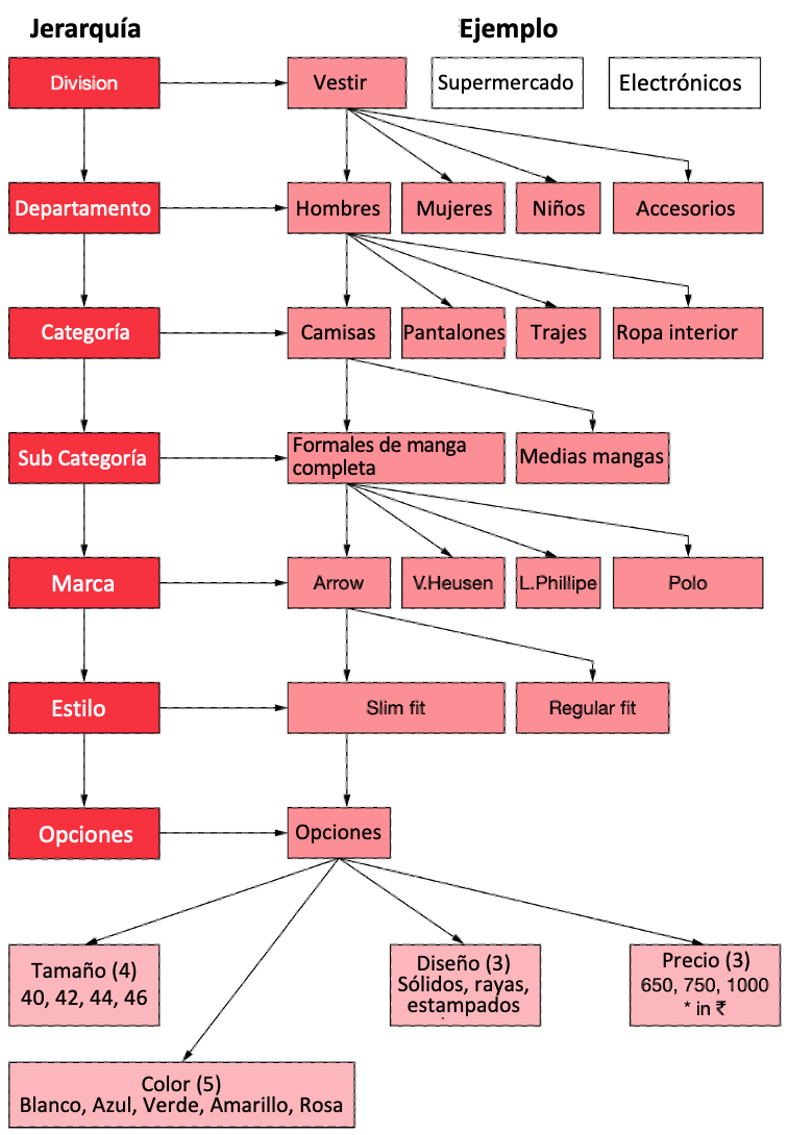 Jerarquía
Ejemplo
Division
Vestir
Supermercado
Electrónicos
Departamento
Hombres
Mujeres
Niños
Accesorios
Categoría
Camisas
Pantalones
Trajes
Ropa interior
Sub Categoría
Formales de manga
completa
Medias mangas
Marca
Arrow
V.Heusen
L.Phillipe
Polo
Estilo
Slim fit
Regular fit
Opciones
Opciones
Tamaño (4)
40, 42, 44, 46
Diseño (3)
Sólidos, rayas,
estampados
Precio (3)
650, 750, 1000
* in ₹
Color (5)
Blanco, Azul, Verde, Amarillo, Rosa